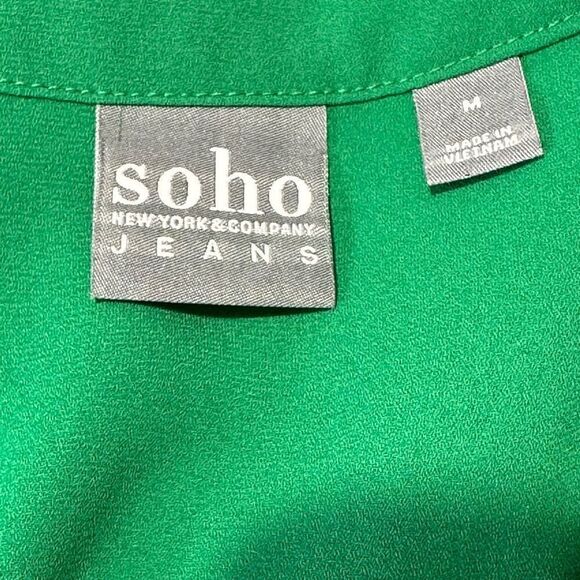 soho
NEW YORK & COMPANY
JEANS
M
MADE IN
VIETNAM